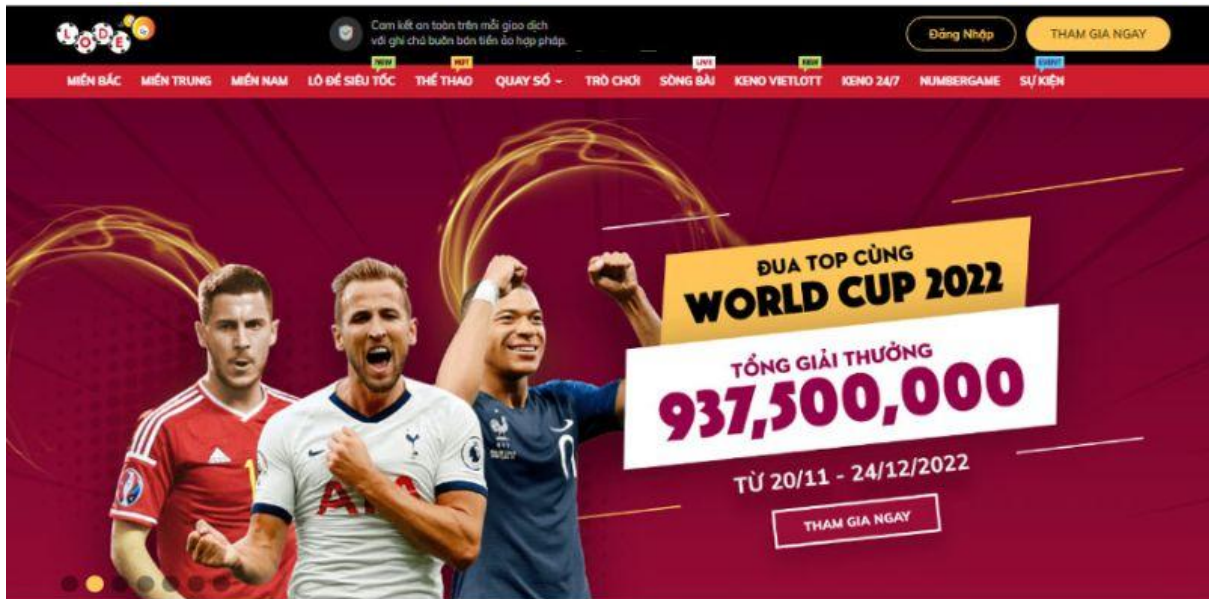 LODE
Cam kết an toàn trên mỗi giao dịch
với ghi chú buôn bán tiền ảo hợp pháp.
Đăng Nhập
THAM GIA NGAY
NEW
HOT
LIVE
NEW
EVENT
MIỀN BẮC MIỀN TRUNG MIỀN NAM LÔ ĐỀ SIÊU TỐC THỂ THAO QUAY SỐ TRÒ CHƠI SÒNG BÀI KENO VIETLOTT KENO 24/7 NUMBERGAME SỰ KIỆN
ĐUA TOP CÙNG
WORLD CUP 2022
TỔNG GIẢI THƯỞNG
937,500,000
TỪ 20/11 - 24/12/2022
THAM GIA NGAY
AIA